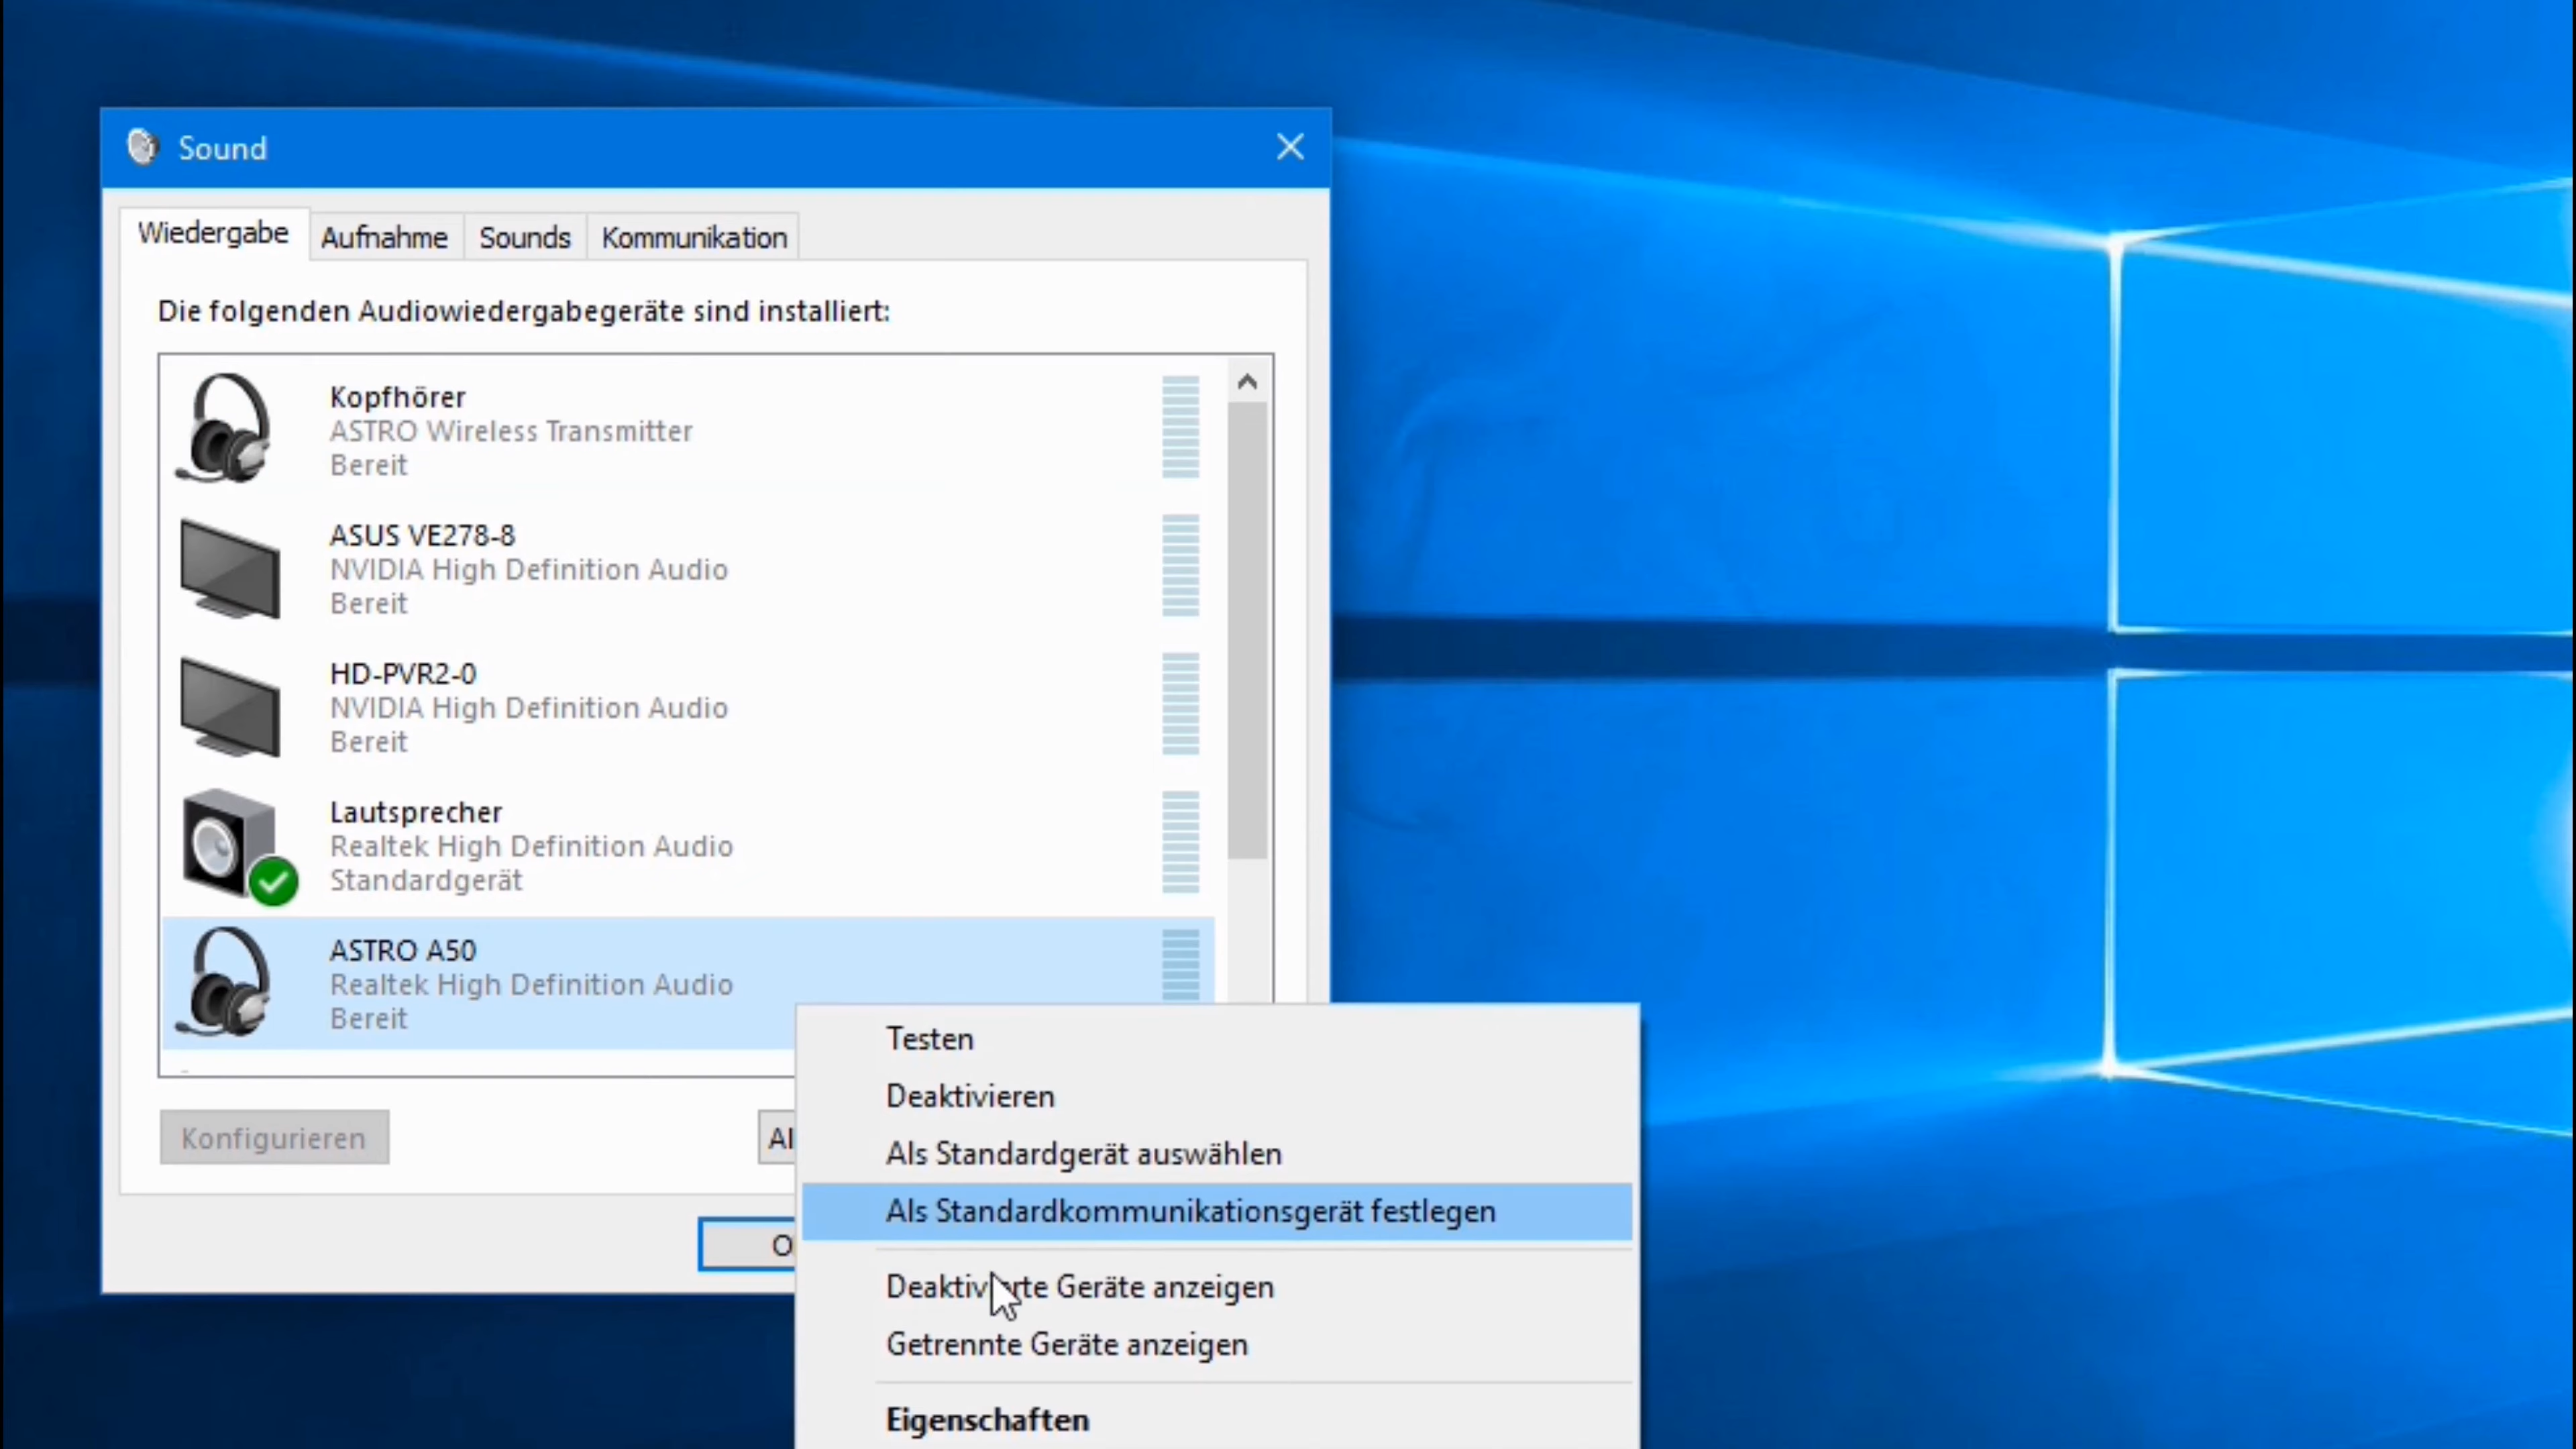 Sound
Wiedergabe
Aufnahme
Sounds
Kommunikation
Die folgenden Audiowiedergabegeräte sind installiert:
Kopfhörer
ASTRO Wireless Transmitter
Bereit
ASUS VE278-8
NVIDIA High Definition Audio
Bereit
HD-PVR2-0
NVIDIA High Definition Audio
Bereit
Lautsprecher
Realtek High Definition Audio
Standardgerät
ASTRO A50
Realtek High Definition Audio
Bereit
Konfigurieren
Testen
Deaktivieren
Als Standardgerät auswählen
Als Standardkommunikationsgerät festlegen
Deaktivierte Geräte anzeigen
Getrennte Geräte anzeigen
Eigenschaften